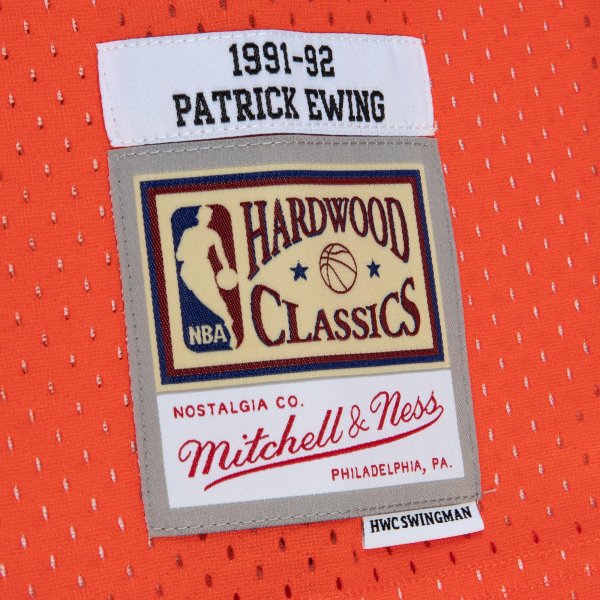 1991-92
PATRICK EWING
HARDWOOD
CLASSICS
NBA
NOSTALGIA CO.
Mitchell & Ness
PHILADELPHIA, PA.
HWC SWINGMAN